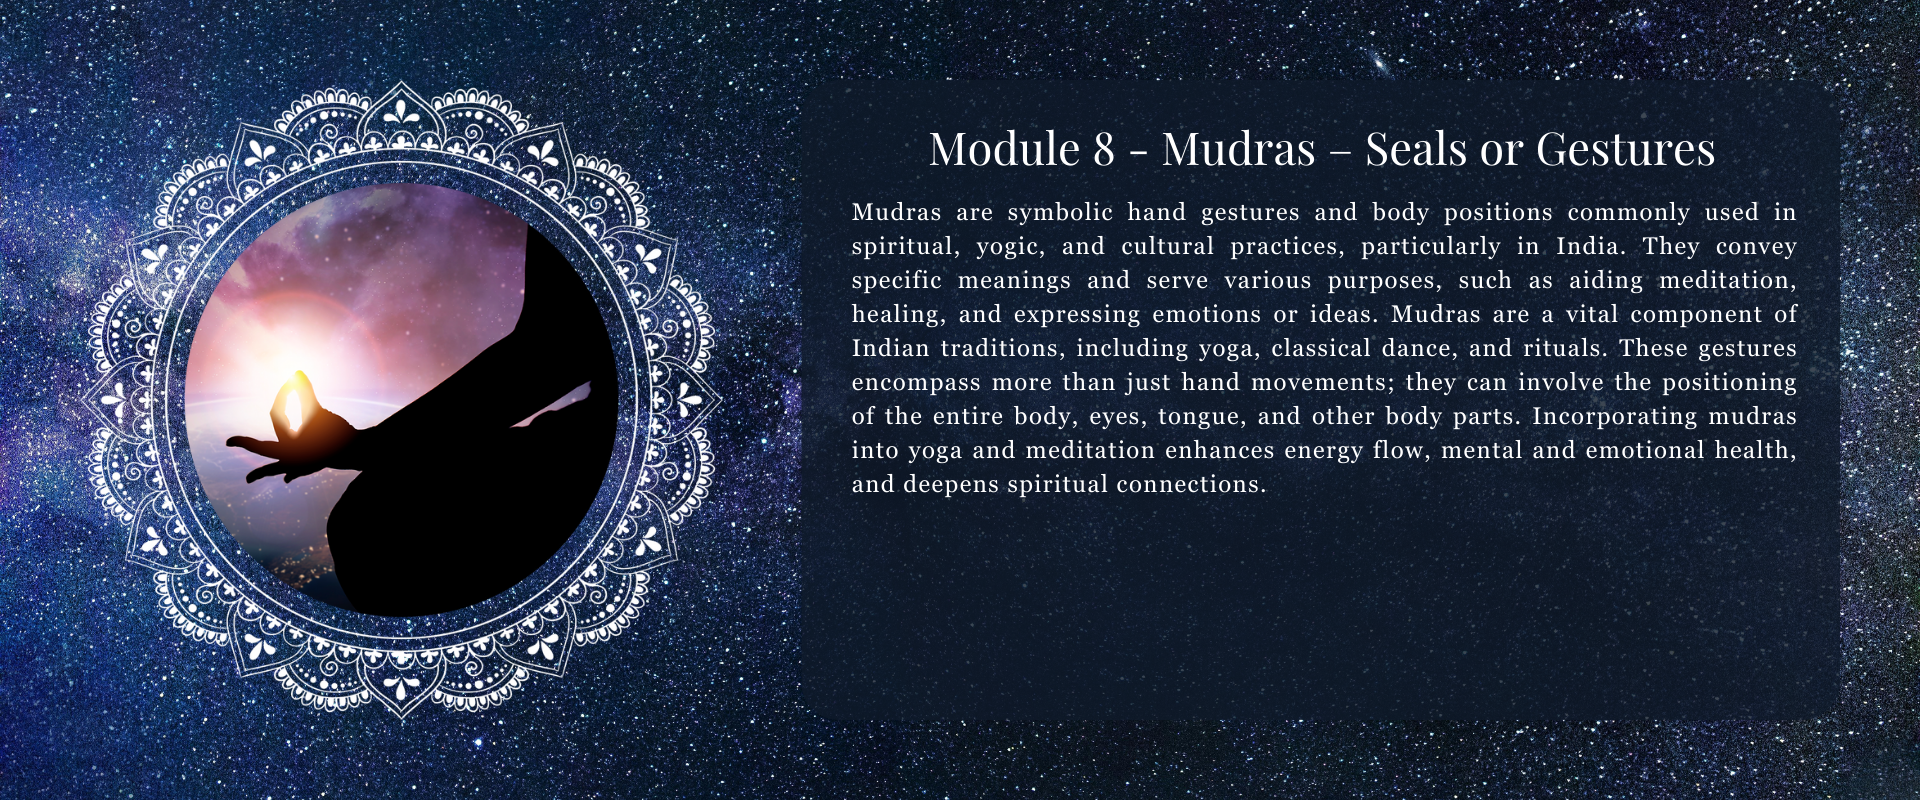 Module 8 - Mudras – Seals or Gestures
Mudras are symbolic hand gestures and body positions commonly used in
spiritual, yogic, and cultural practices, particularly in India. They convey
specific meanings and serve various purposes, such as aiding meditation,
healing, and expressing emotions or ideas. Mudras are a vital component of
Indian traditions, including yoga, classical dance, and rituals. These gestures
encompass more than just hand movements; they can involve the positioning
of the entire body, eyes, tongue, and other body parts. Incorporating mudras
into yoga and meditation enhances energy flow, mental and emotional health,
and deepens spiritual connections.